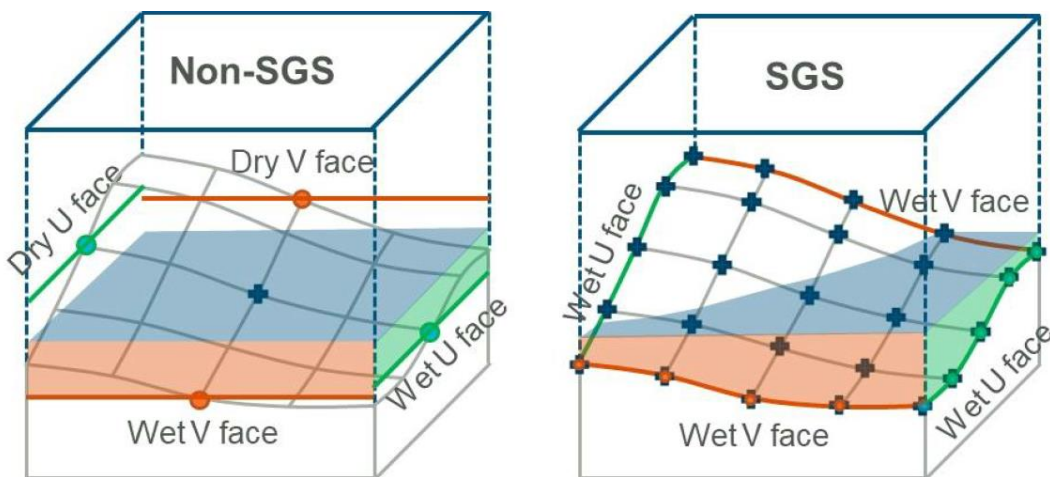 Non-SGS
Dry V face
Dry U face
Wet U face
Wet V face
SGS
Wet V face
Wet U face
Wet U face
Wet V face